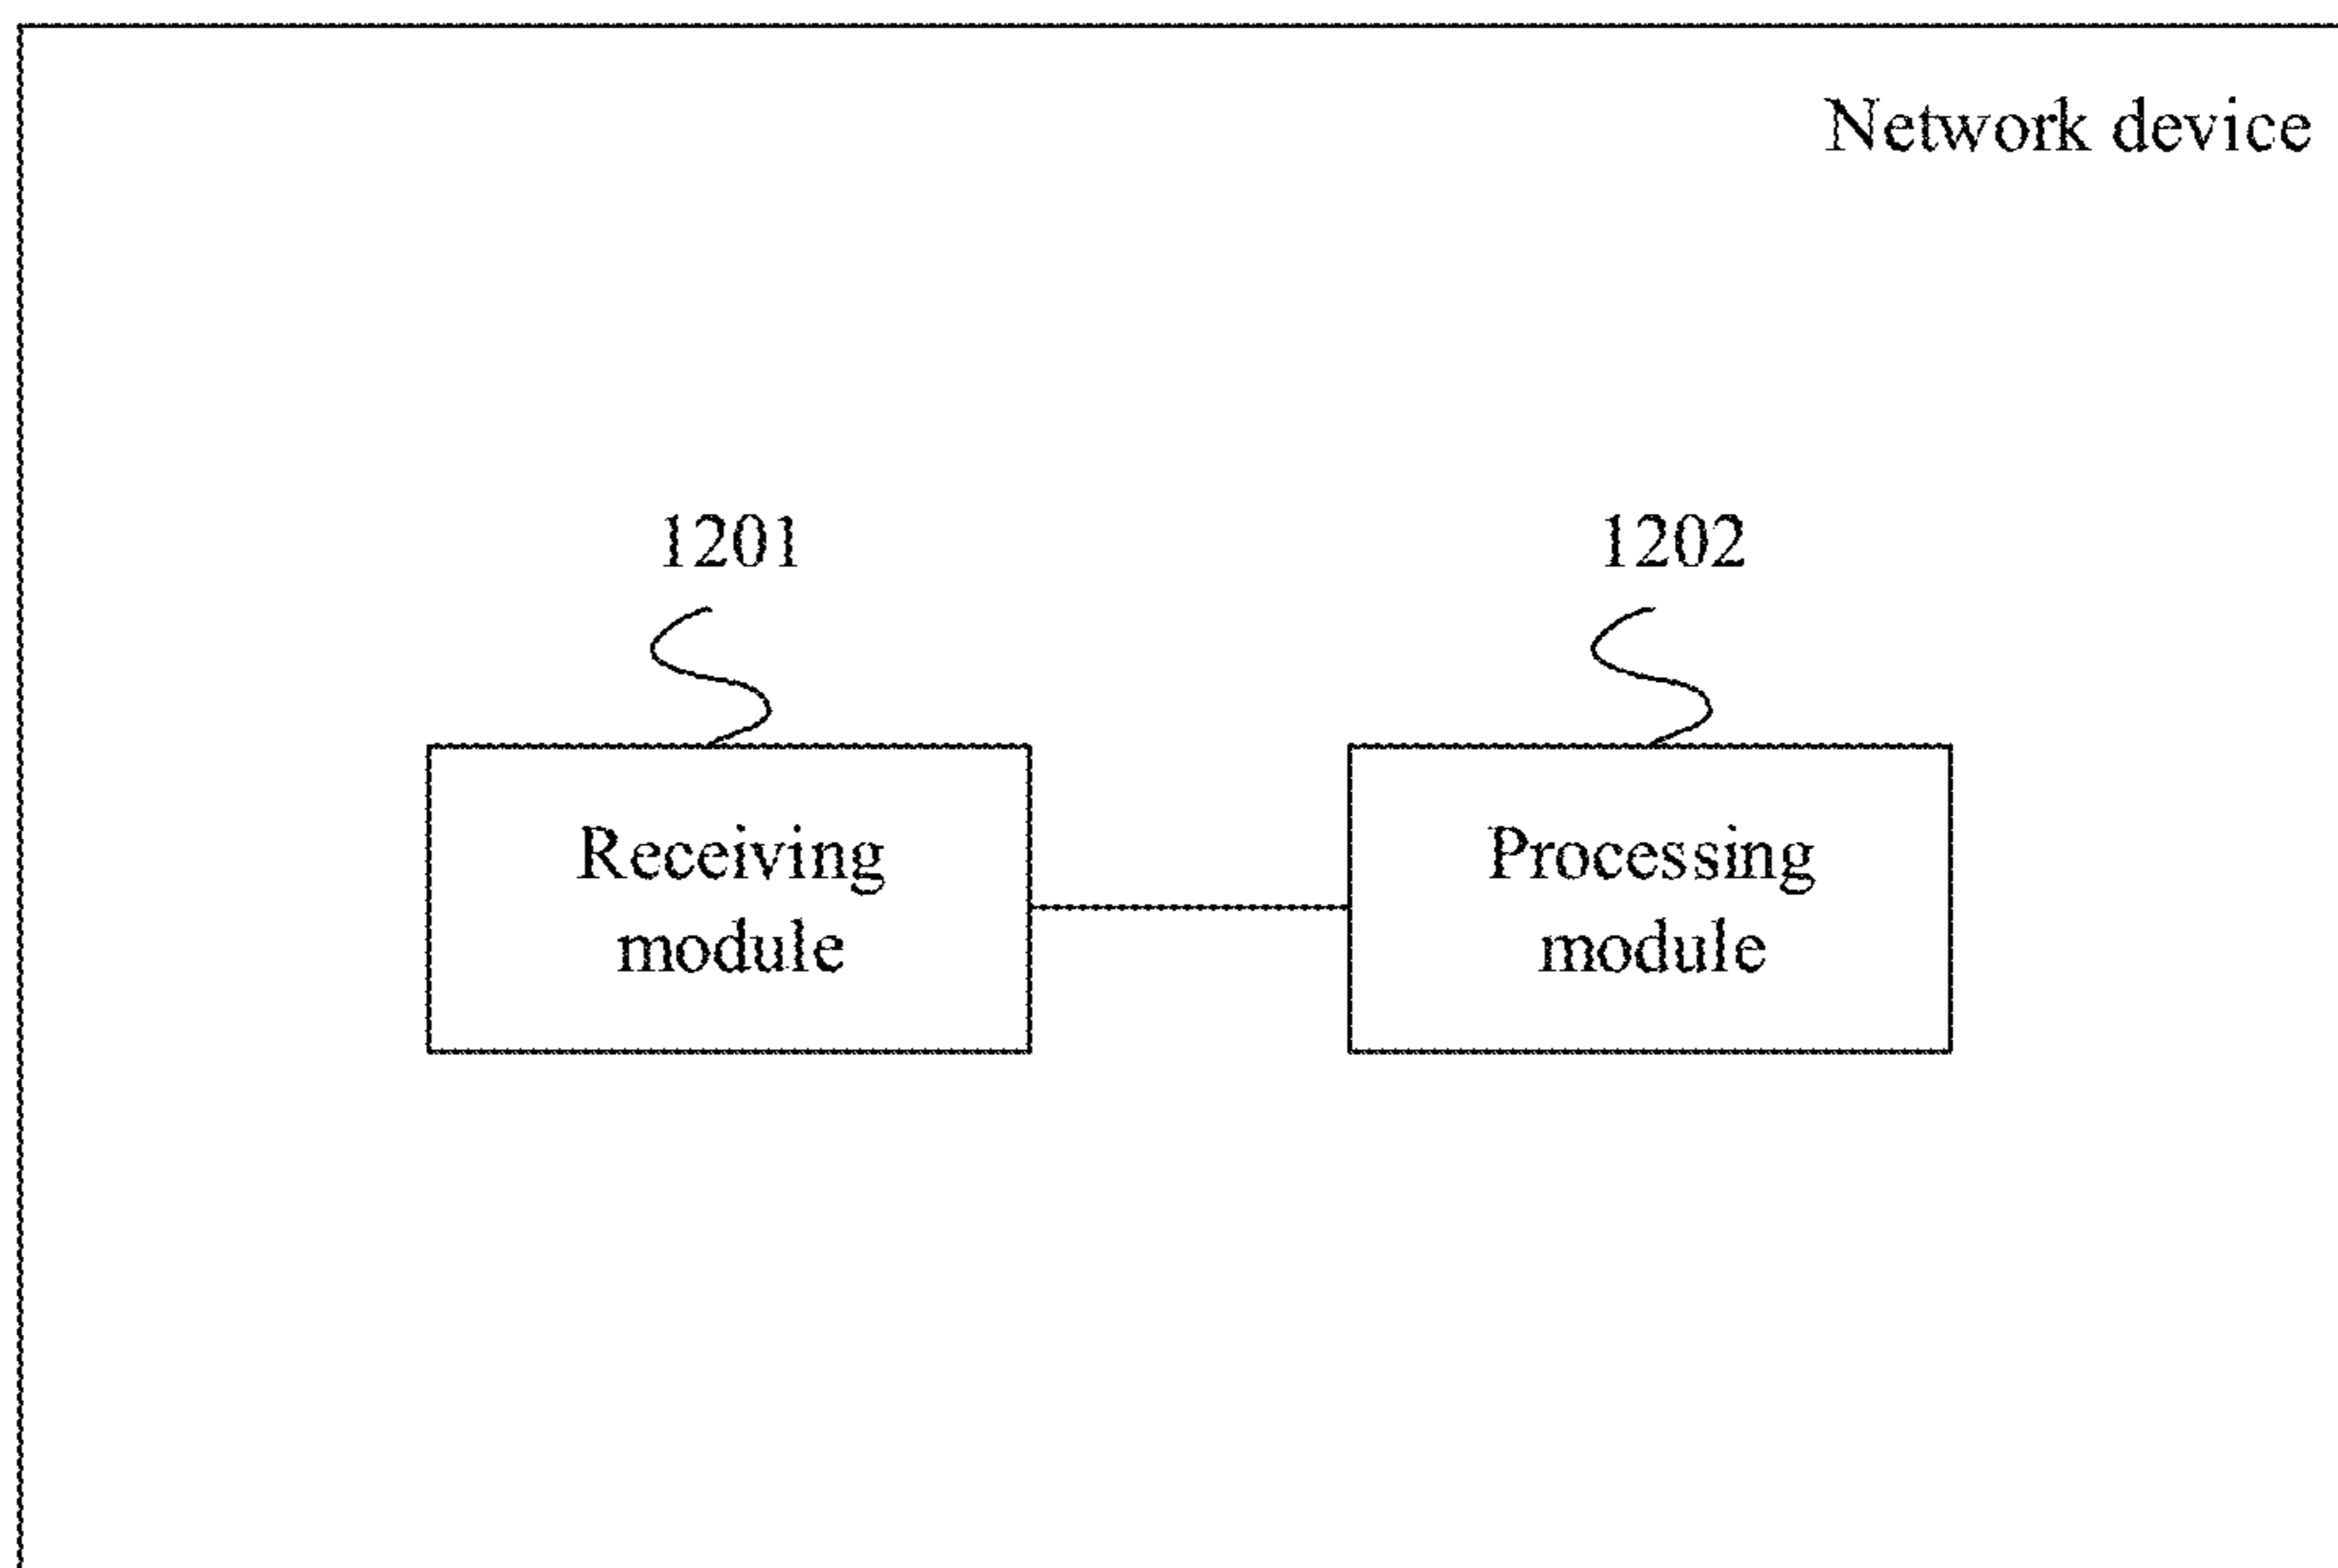 Network device
1201
1202
Receiving
module
Processing
module